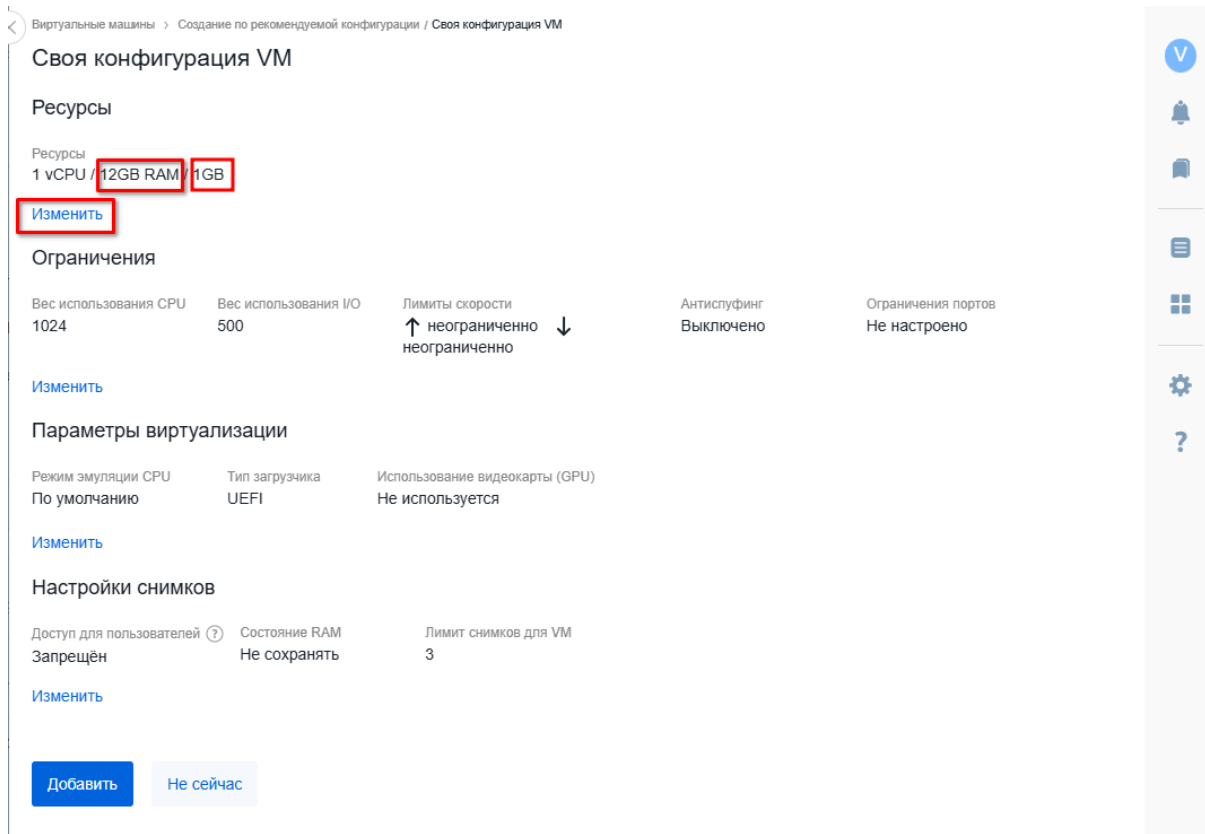 Виртуальные машины > Создание по рекомендуемой конфигурации / Своя конфигурация VM
Своя конфигурация VM
V
Ресурсы
Ресурсы
1 vCPU / 12GB RAM / 1GB
Изменить
Ограничения
Вес использования CPU Вес использования I/O Лимиты скорости Антиспуфинг Ограничения портов
1024 500 ↑ неограниченно ↓ Выключено Не настроено
неограниченно
Изменить
Параметры виртуализации
Режим эмуляции CPU Тип загрузчика Использование видеокарты (GPU)
По умолчанию UEFI Не используется
Изменить
Настройки снимков
Доступ для пользователей ? Состояние RAM Лимит снимков для VM
Запрещён Не сохранять 3
Изменить
Добавить Не сейчас
?